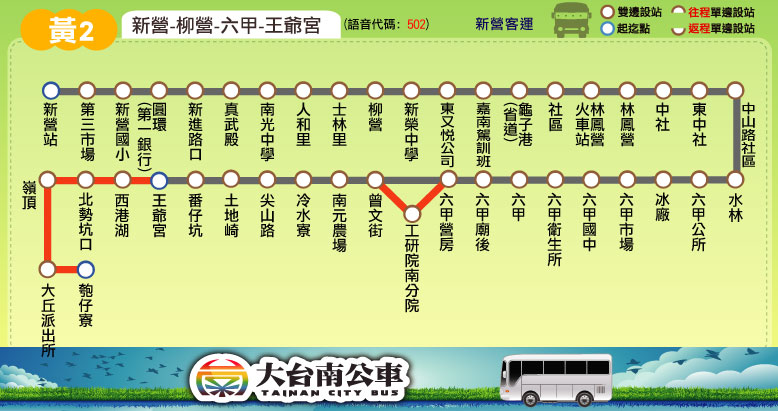 黃2
新營-柳營-六甲-王爺宮
(語音代碼：502)
新營客運
雙邊設站
起迄點
往程單邊設站
返程單邊設站
新營站
第三市場
新營國小
圓環
(第一銀行)
新進路口
真武殿
南光中學
人和里
士林里
柳營
新榮中學
東又悅公司
嘉南駕訓班
龜子港
(省道)
社區
林鳳營
火車站
林鳳營
中社
東中社
中山路社區
嶺頂
北勢坑口
西港湖
王爺宮
番仔坑
土地崎
尖山路
冷水寮
南元農場
曾文街
工研院南分院
六甲營房
六甲廟後
六甲
六甲衛生所
六甲國中
六甲市場
冰廠
六甲公所
水林
大丘派出所
匏仔寮
大台南公車
TAINAN CITY BUS